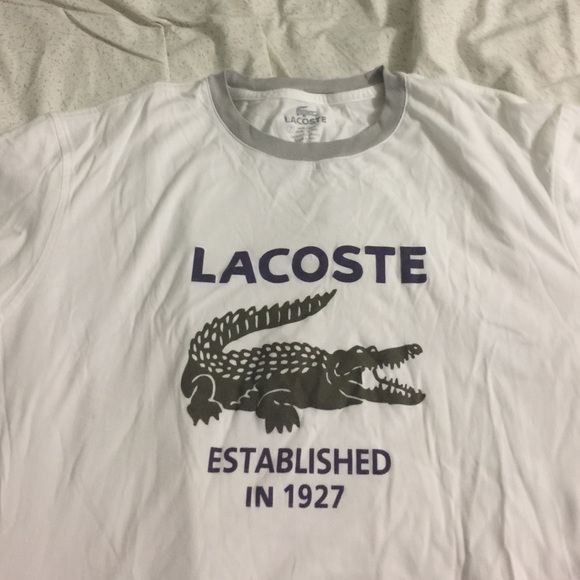 LACOSTE
LACOSTE
ESTABLISHED
IN 1927